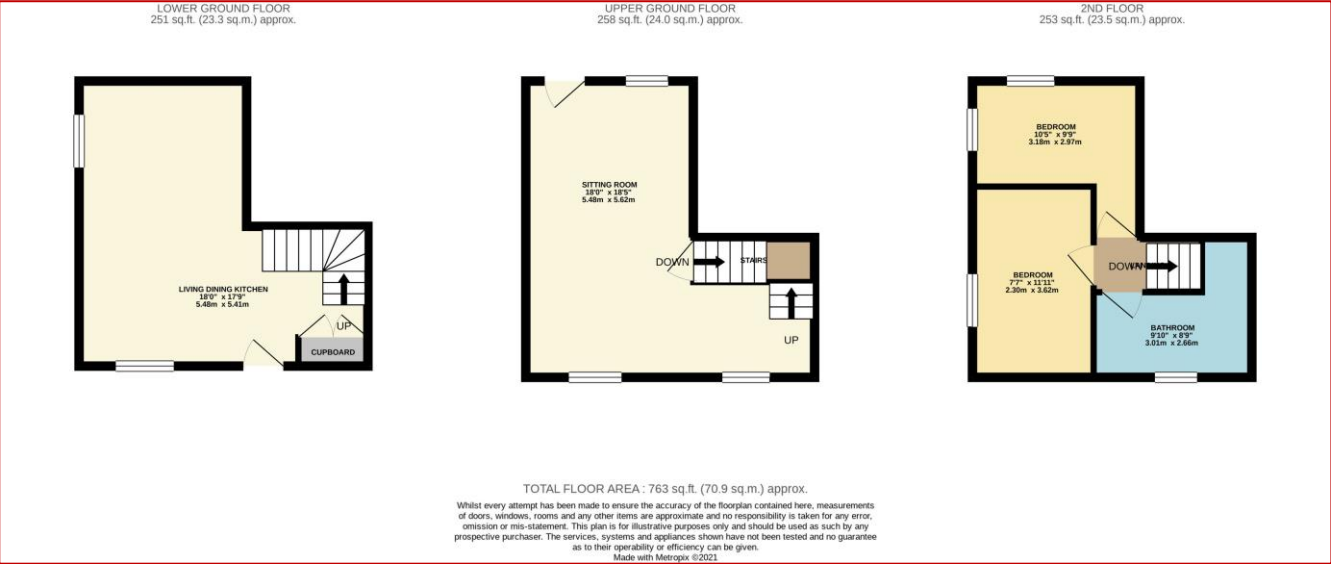 LOWER GROUND FLOOR
251 sq.ft. (23.3 sq.m.) approx.
UPPER GROUND FLOOR
258 sq.ft. (24.0 sq.m.) approx.
2ND FLOOR
253 sq.ft. (23.5 sq.m.) approx.
LIVING DINING KITCHEN
18'0" x 17'9"
5.48m x 5.41m
UP
CUPBOARD
SITTING ROOM
18'0" x 18'5"
5.48m x 5.62m
DOWN
STAIRS
UP
BEDROOM
10'5" x 9'9"
3.18m x 2.97m
BEDROOM
7'7" x 11'11"
2.30m x 3.62m
DOWN
BATHROOM
9'10" x 8'9"
3.01m x 2.66m
TOTAL FLOOR AREA : 763 sq.ft. (70.9 sq.m.) approx.
Whilst every attempt has been made to ensure the accuracy of the floorplan contained here, measurements
of doors, windows, rooms and any other items are approximate and no responsibility is taken for any error,
omission or mis-statement. This plan is for illustrative purposes only and should be used as such by any
prospective purchaser. The services, systems and appliances shown have not been tested and no guarantee
as to their operability or efficiency can be given.
Made with Metropix ©2021